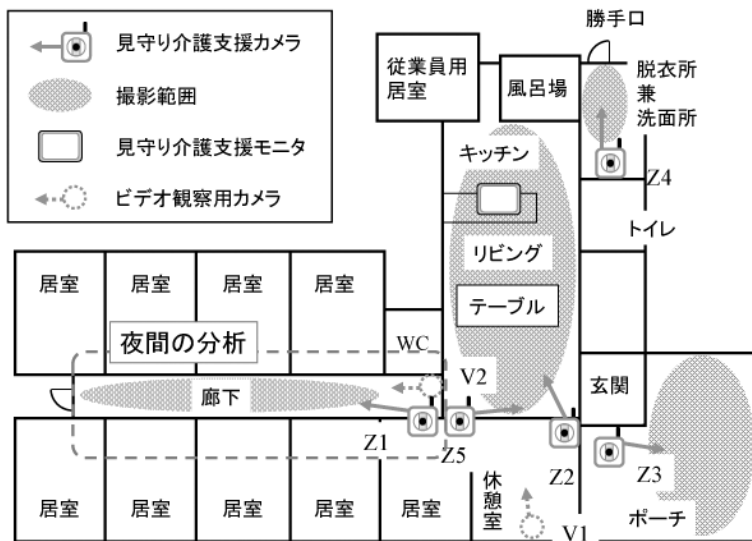 見守り介護支援カメラ
撮影範囲
見守り介護支援モニタ
ビデオ観察用カメラ
勝手口
従業員用
居室
風呂場
脱衣所
兼
洗面所
キッチン
Z4
トイレ
リビング
テーブル
居室
居室
居室
居室
夜間の分析
WC
廊下
V2
玄関
Z1
Z5
Z2
Z3
居室
居室
居室
居室
居室
休憩室
V1
ポーチ